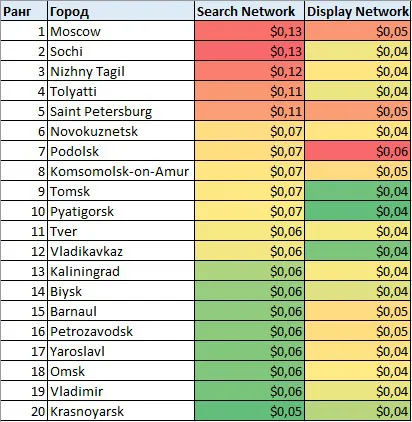 Ранг Город Search Network Display Network
1 Moscow $0,13 $0,05
2 Sochi $0,13 $0,04
3 Nizhny Tagil $0,12 $0,04
4 Tolyatti $0,11 $0,04
5 Saint Petersburg $0,11 $0,05
6 Novokuznetsk $0,07 $0,04
7 Podolsk $0,07 $0,06
8 Komsomolsk-on-Amur $0,07 $0,05
9 Tomsk $0,07 $0,04
10 Pyatigorsk $0,07 $0,04
11 Tver $0,06 $0,04
12 Vladikavkaz $0,06 $0,04
13 Kaliningrad $0,06 $0,04
14 Biysk $0,06 $0,04
15 Barnaul $0,06 $0,05
16 Petrozavodsk $0,06 $0,05
17 Yaroslavl $0,06 $0,04
18 Omsk $0,06 $0,04
19 Vladimir $0,06 $0,04
20 Krasnoyarsk $0,05 $0,04